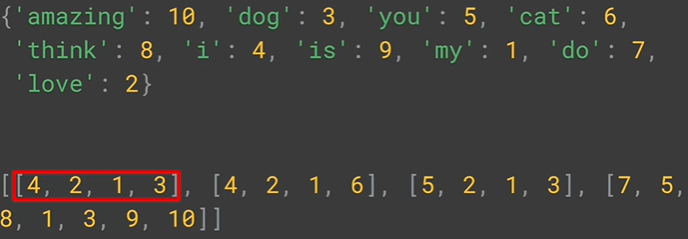 {'amazing': 10, 'dog': 3, 'you': 5, 'cat': 6,
'think': 8, 'i': 4, 'is': 9, 'my': 1, 'do': 7,
'love': 2}
[[4, 2, 1, 3], [4, 2, 1, 6], [5, 2, 1, 3], [7, 5,
8, 1, 3, 9, 10]]